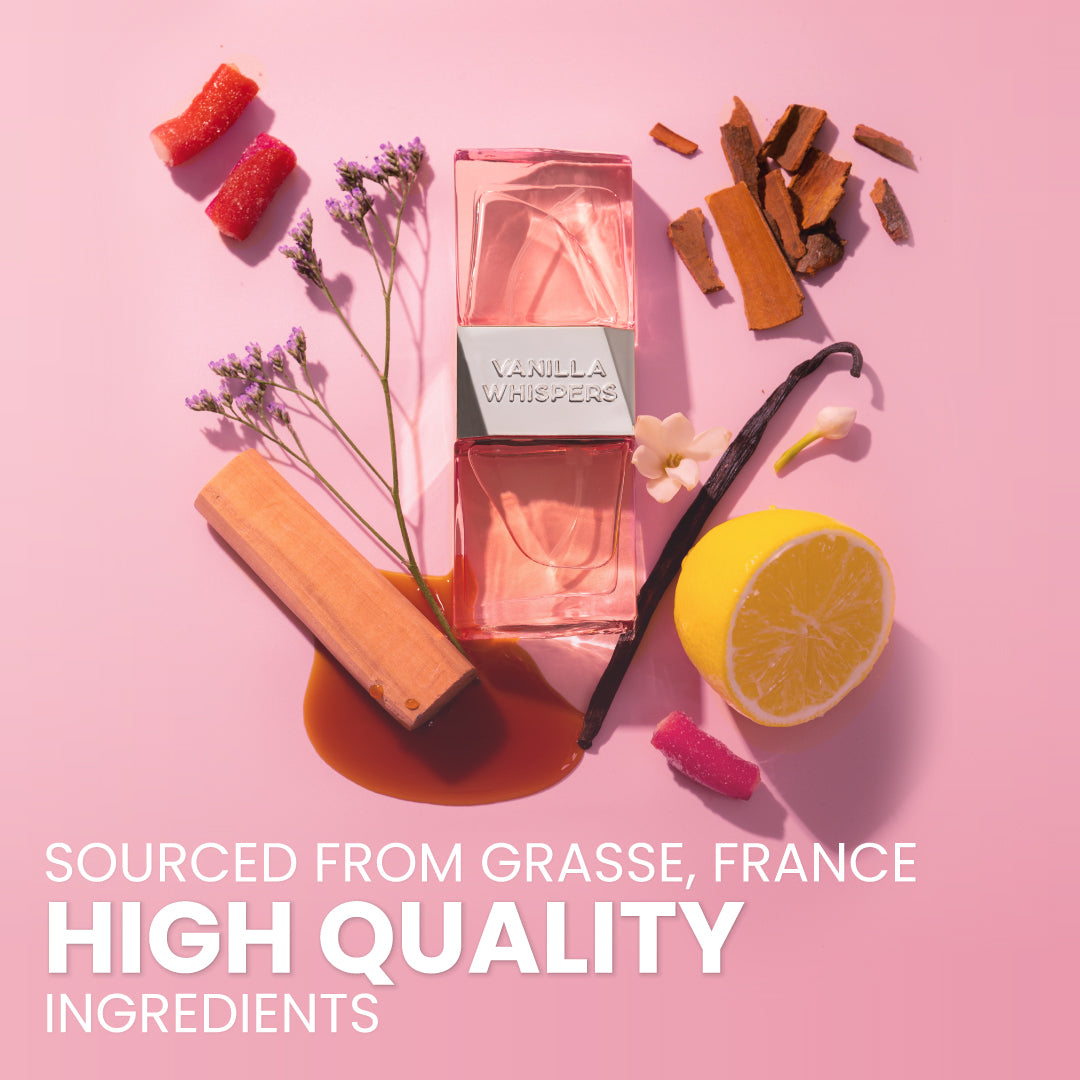 VANILLA
WHISPERS
SOURCED FROM GRASSE, FRANCE
HIGH QUALITY
INGREDIENTS